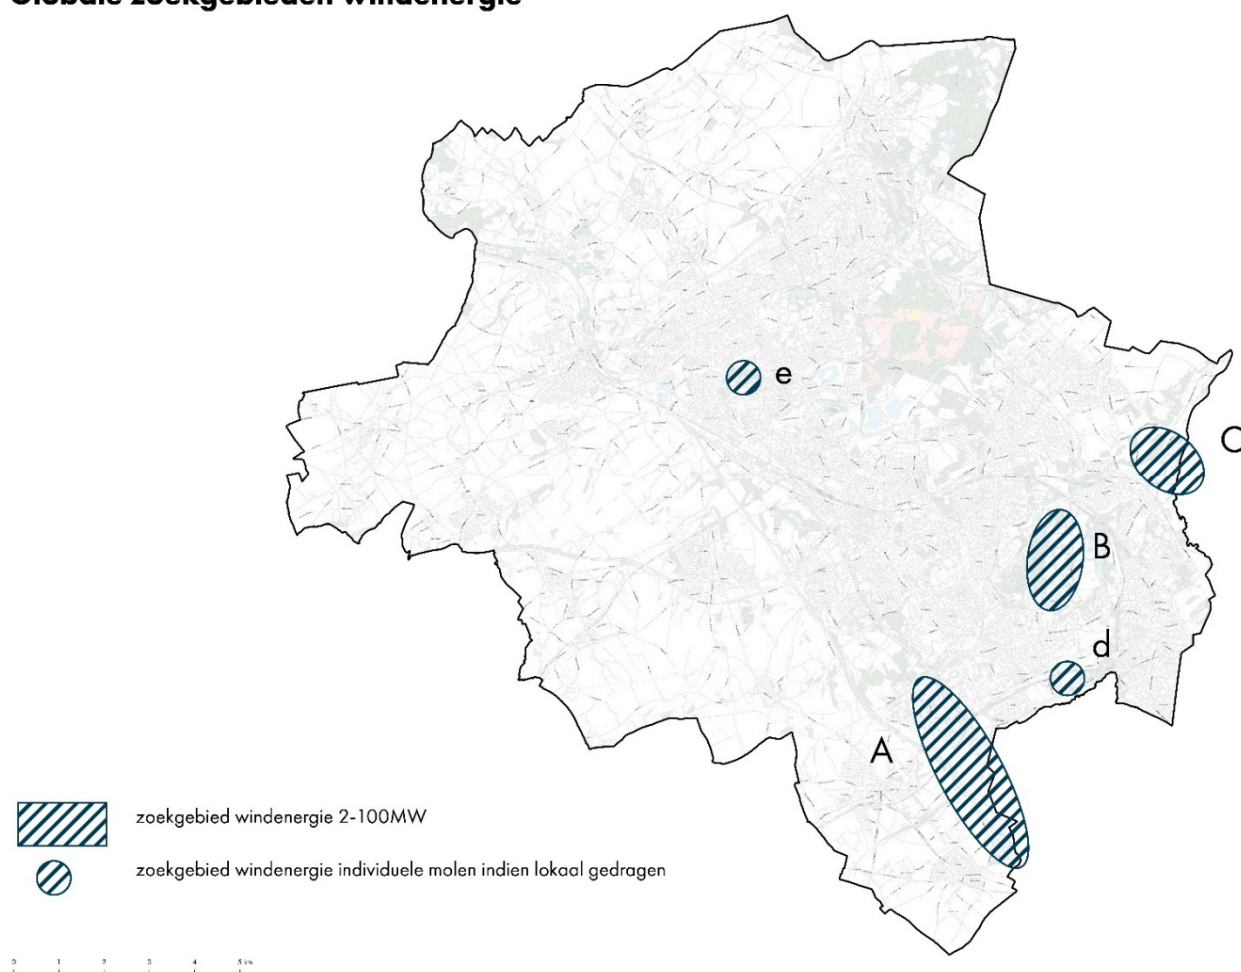 Globale zoekgebieden windenergie
e
C
B
d
A
zoekgebied windenergie 2-100MW
zoekgebied windenergie individuele molen indien lokaal gedragen
0 1 2 3 4 5 km